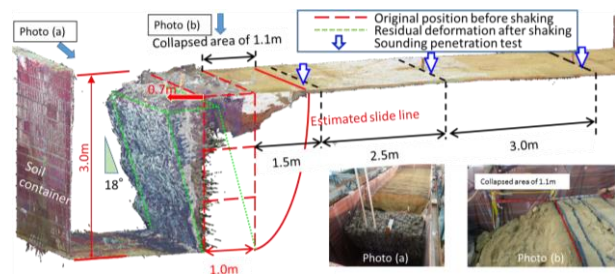 Photo (a)
Photo (b)
Collapsed area of 1.1m
Original position before shaking
Residual deformation after shaking
Sounding penetration test
0.7m
3.0m
Soil
container
18°
Estimated slide line
1.5m
2.5m
3.0m
1.0m
Photo (a)
Collapsed area of 1.1m
Photo (b)